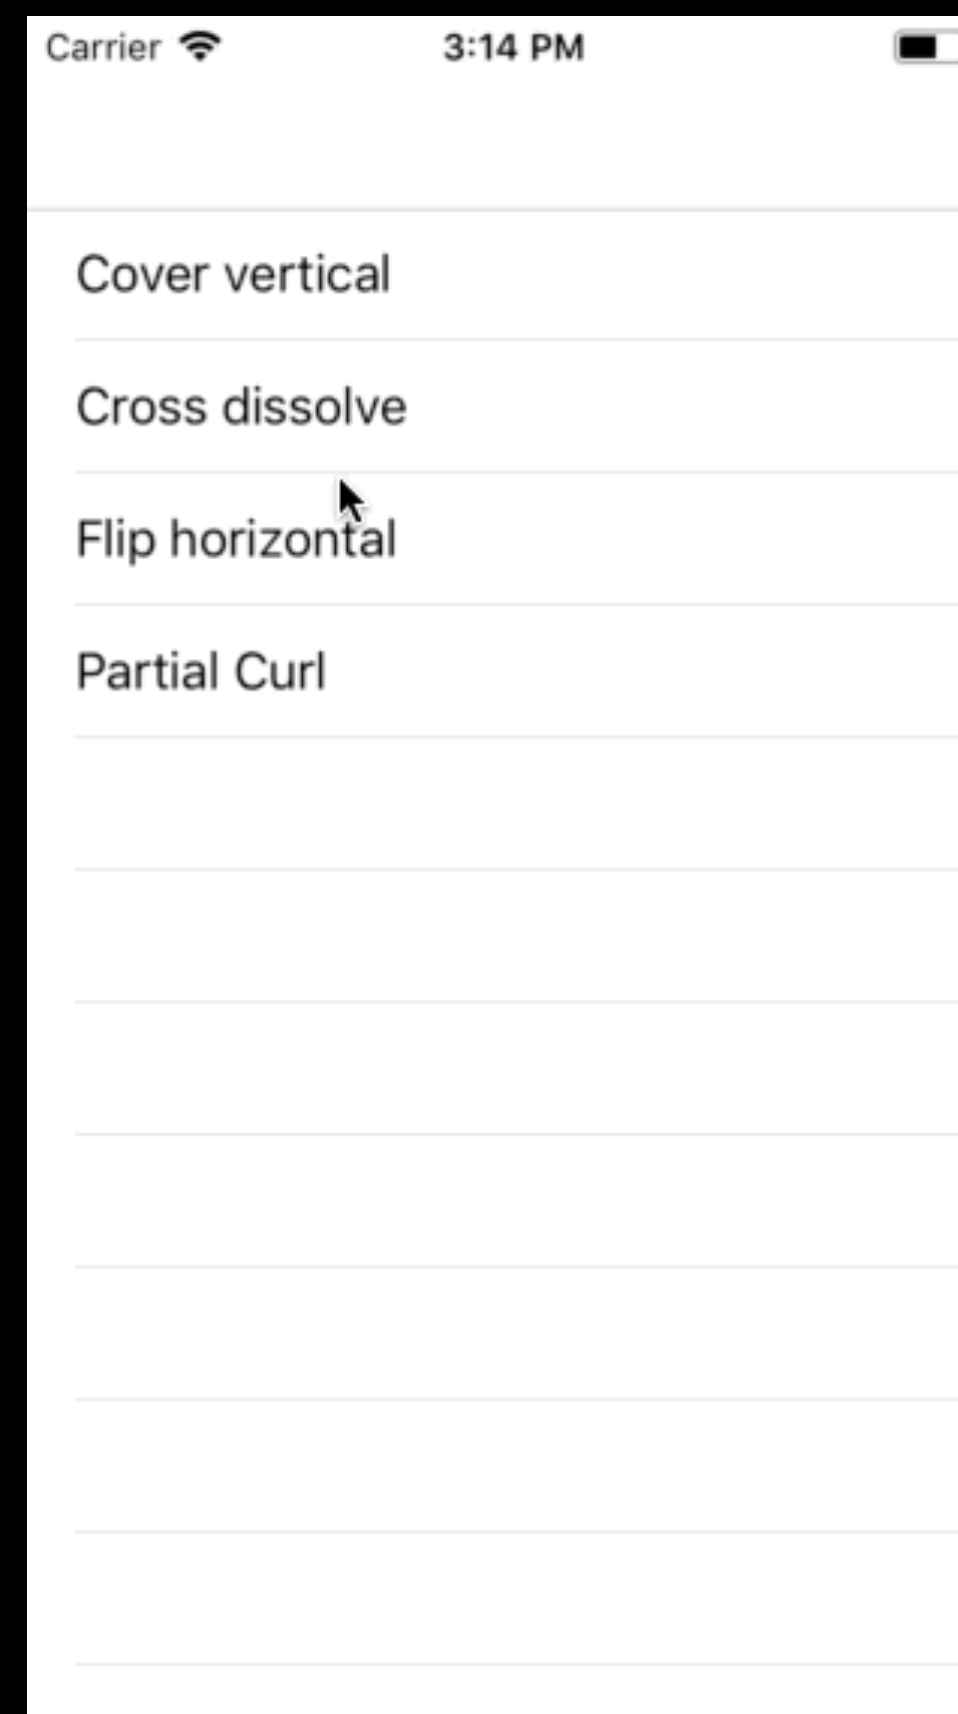 Carrier 3:14 PM
Cover vertical
Cross dissolve
Flip horizontal
Partial Curl